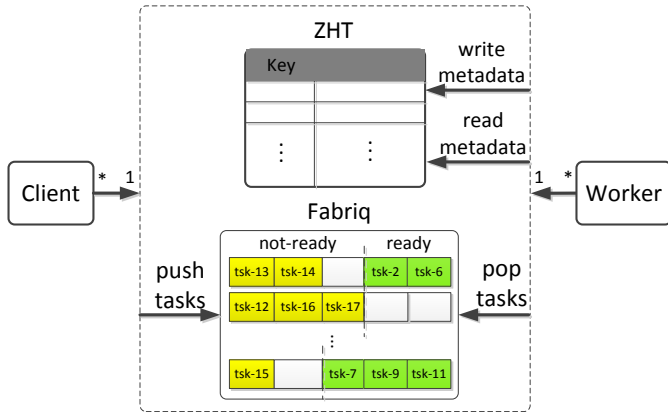 ZHT
Key
write
metadata
read
metadata
Client
* 1
1 *
Worker
Fabriq
not-ready ready
push
tasks
tsk-13 tsk-14 tsk-2 tsk-6
tsk-12 tsk-16 tsk-17
tsk-15 tsk-7 tsk-9 tsk-11
pop
tasks